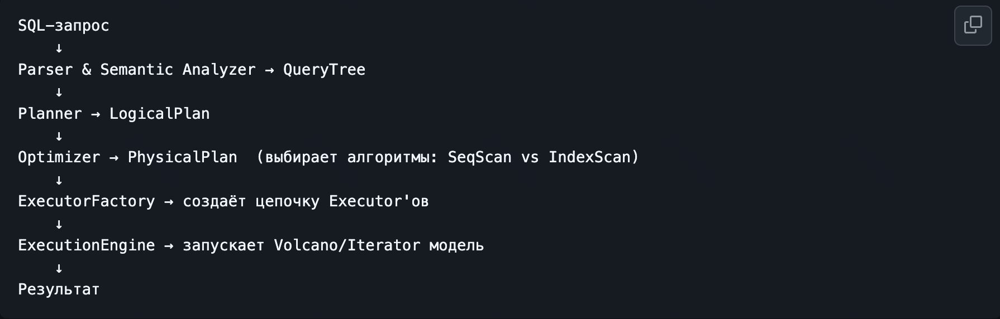 SQL-запрос
↓
Parser & Semantic Analyzer → QueryTree
↓
Planner → LogicalPlan
↓
Optimizer → PhysicalPlan  (выбирает алгоритмы: SeqScan vs IndexScan)
↓
ExecutorFactory → создаёт цепочку Executor'ов
↓
ExecutionEngine → запускает Volcano/Iterator модель
↓
Результат